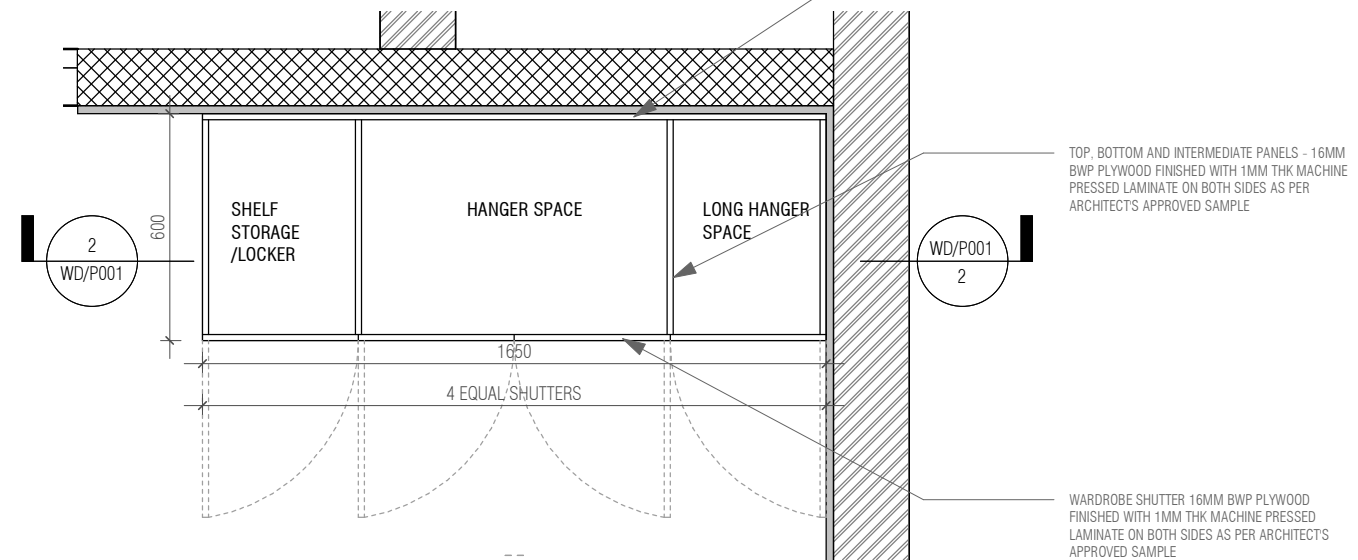 TOP, BOTTOM AND INTERMEDIATE PANELS - 16MM
BWP PLYWOOD FINISHED WITH 1MM THK MACHINE
PRESSED LAMINATE ON BOTH SIDES AS PER
ARCHITECT'S APPROVED SAMPLE
SHELF
STORAGE
/LOCKER
HANGER SPACE
LONG HANGER
SPACE
600
2
WD/P001
WD/P001
2
1650
4 EQUAL SHUTTERS
WARDROBE SHUTTER 16MM BWP PLYWOOD
FINISHED WITH 1MM THK MACHINE PRESSED
LAMINATE ON BOTH SIDES AS PER ARCHITECT'S
APPROVED SAMPLE